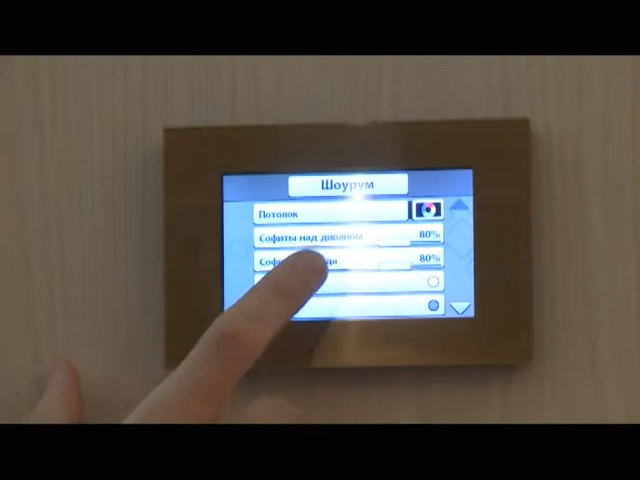 Шоурум
Потолок
Софиты над диваном
80%
80%